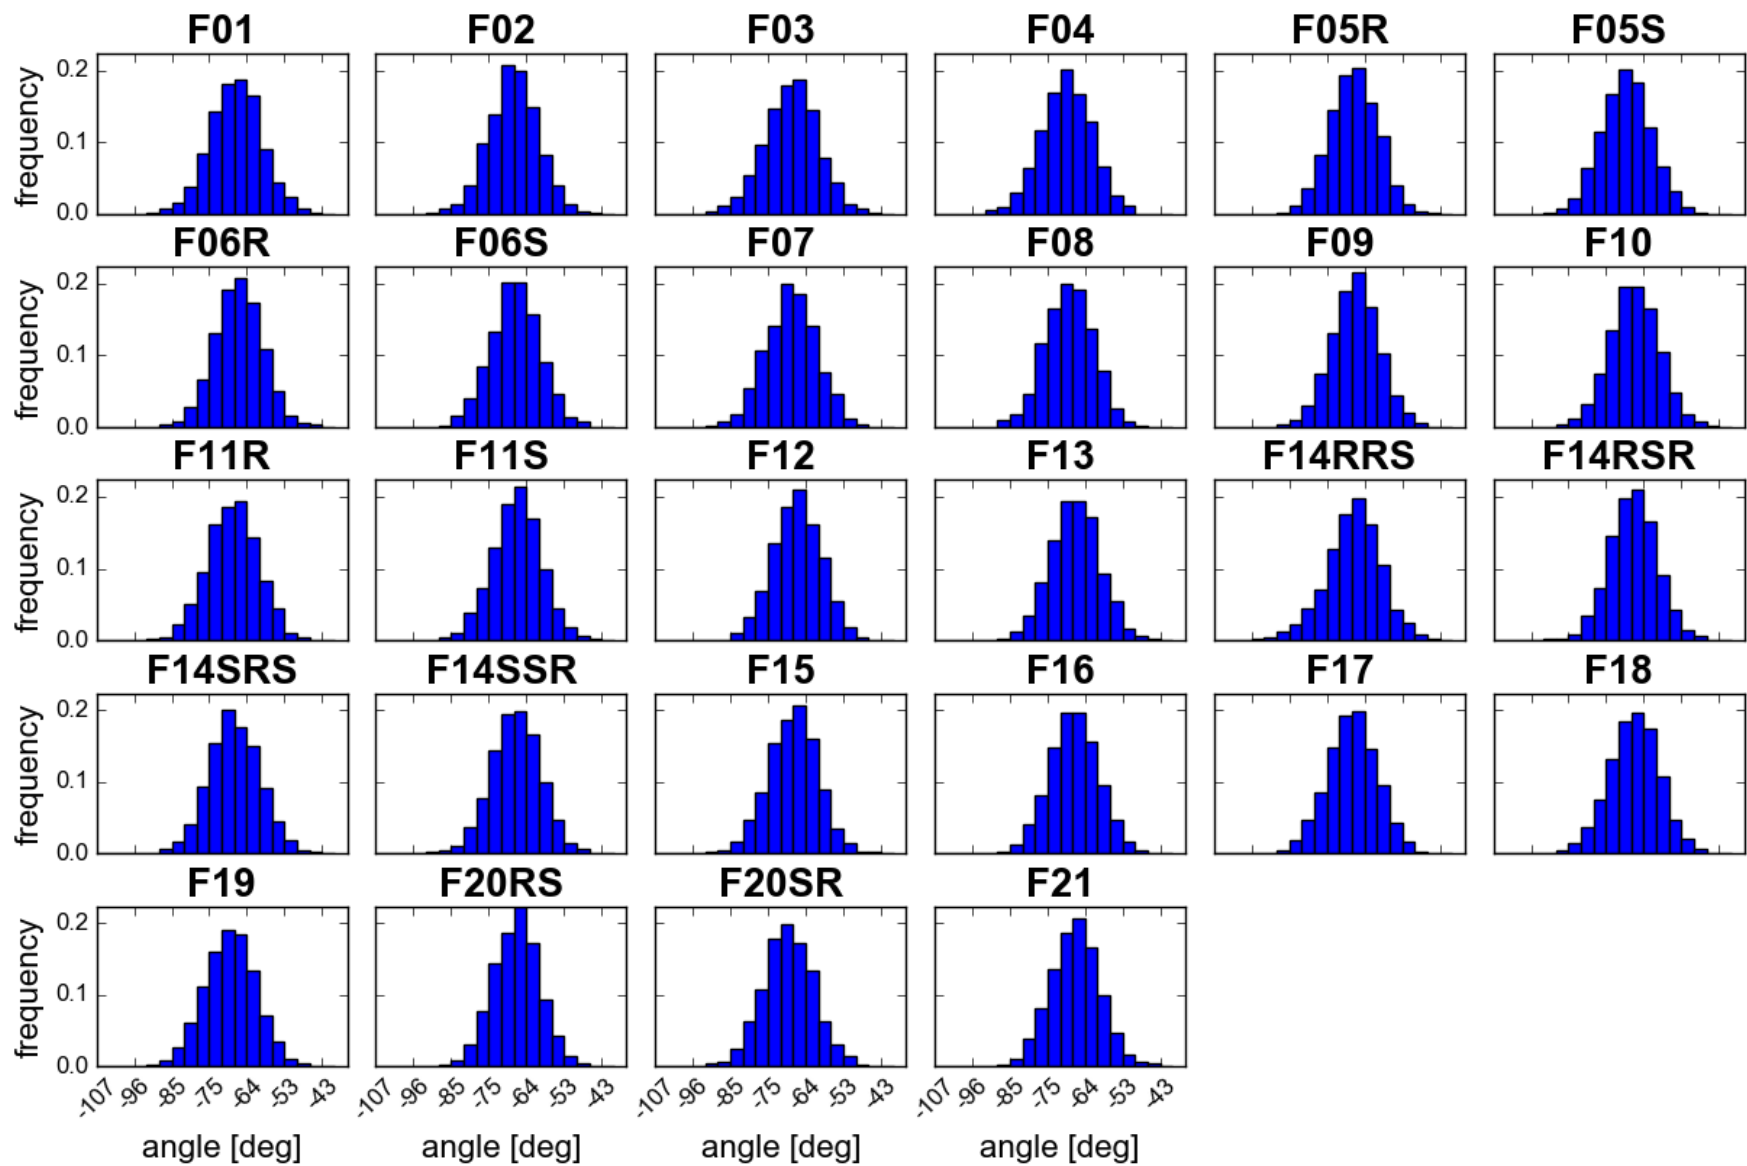 F01 F02 F03 F04 F05R F05S
frequency 0.2 0.1 0.0
F06R F06S F07 F08 F09 F10
frequency 0.2 0.1 0.0
F11R F11S F12 F13 F14RRS F14RSR
frequency 0.2 0.1 0.0
F14SRS F14SSR F15 F16 F17 F18
frequency 0.2 0.1 0.0
F19 F20RS F20SR F21
frequency 0.2 0.1 0.0
-107 -96 -85 -75 -64 -53 -43 -107 -96 -85 -75 -64 -53 -43 -107 -96 -85 -75 -64 -53 -43 -107 -96 -85 -75 -64 -53 -43
angle [deg] angle [deg] angle [deg] angle [deg]